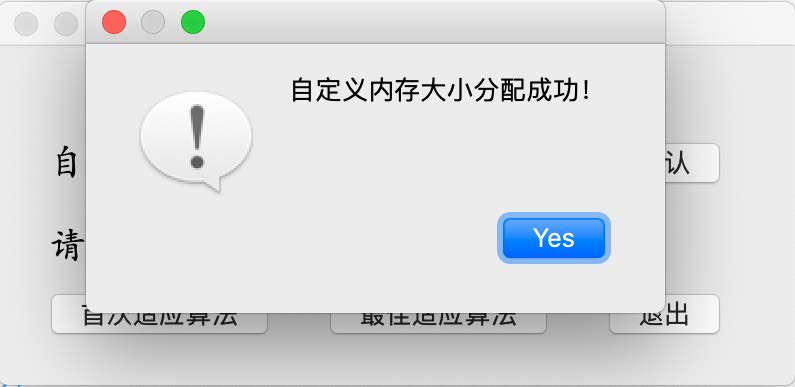 自定义内存大小分配成功！
自
认
请
Yes
首次适应算法
最佳适应算法
退出